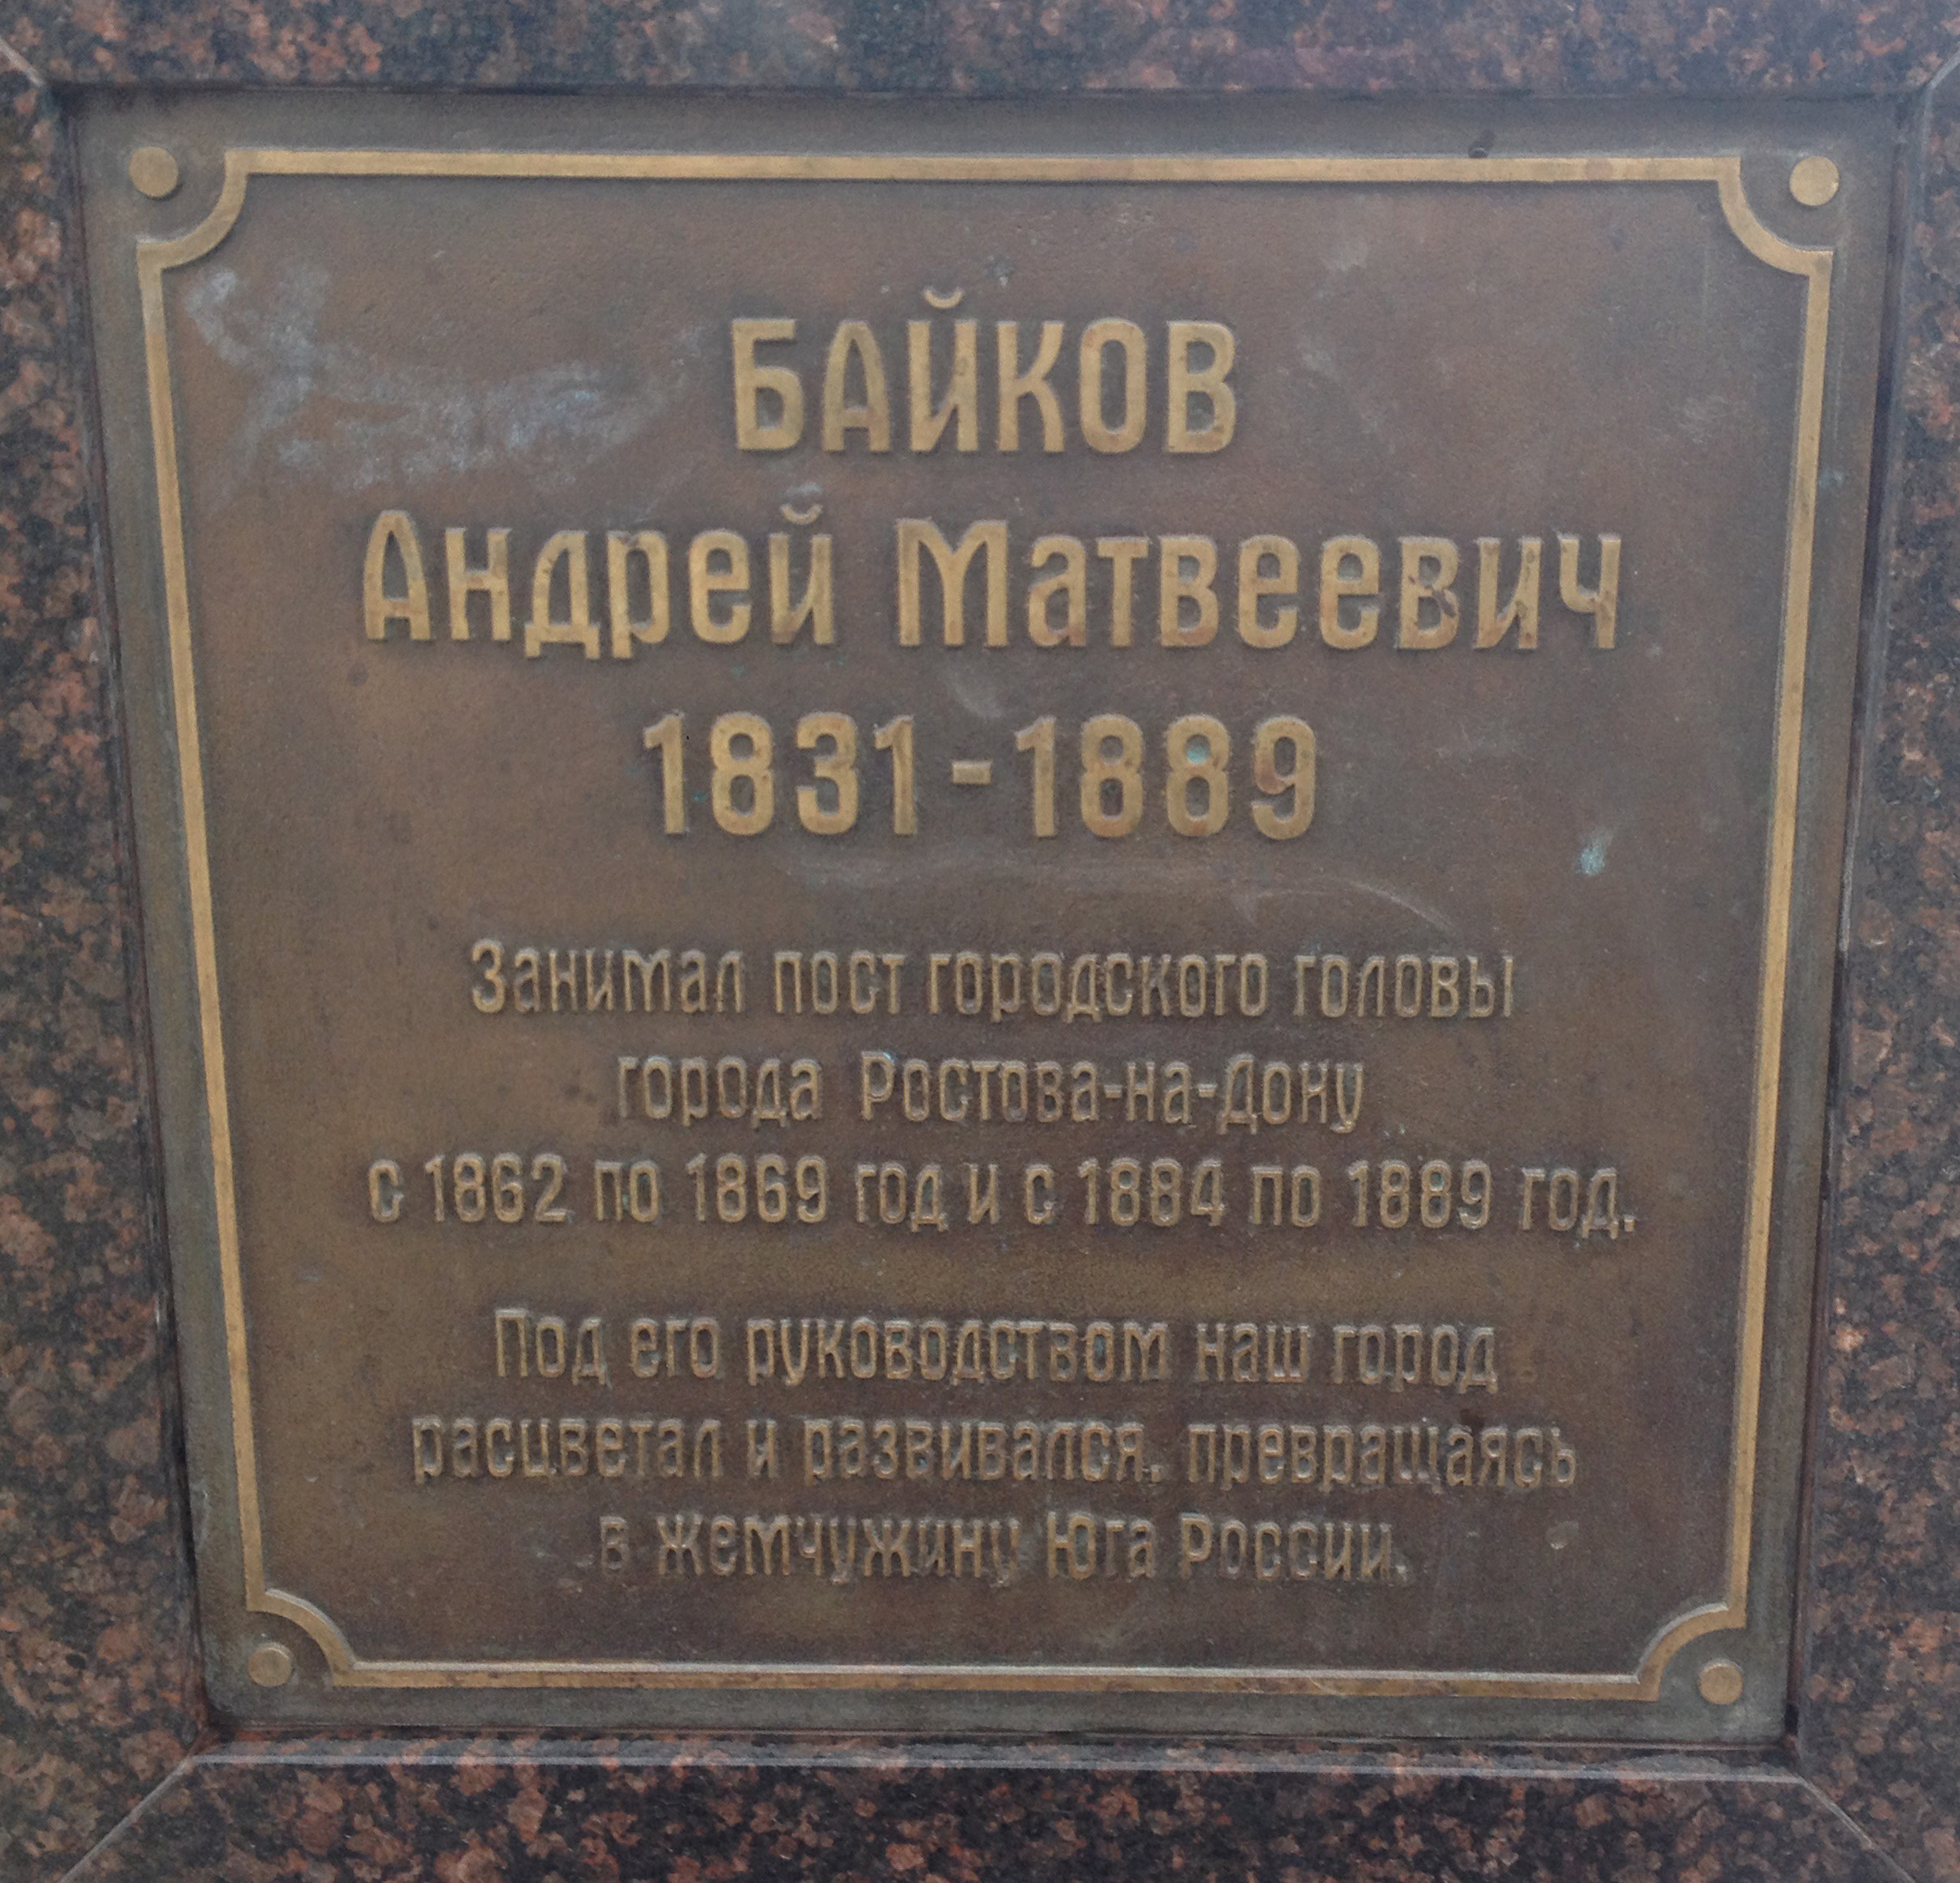 БАЙКОВ
Андрей Матвеевич
1831-1889
Занимал пост городского головы
города Ростова-на-Дону
с 1862 по 1869 год и с 1884 по 1889 год.
Под его руководством наш город
расцветал и развивался, превращаясь
в жемчужину Юга России.